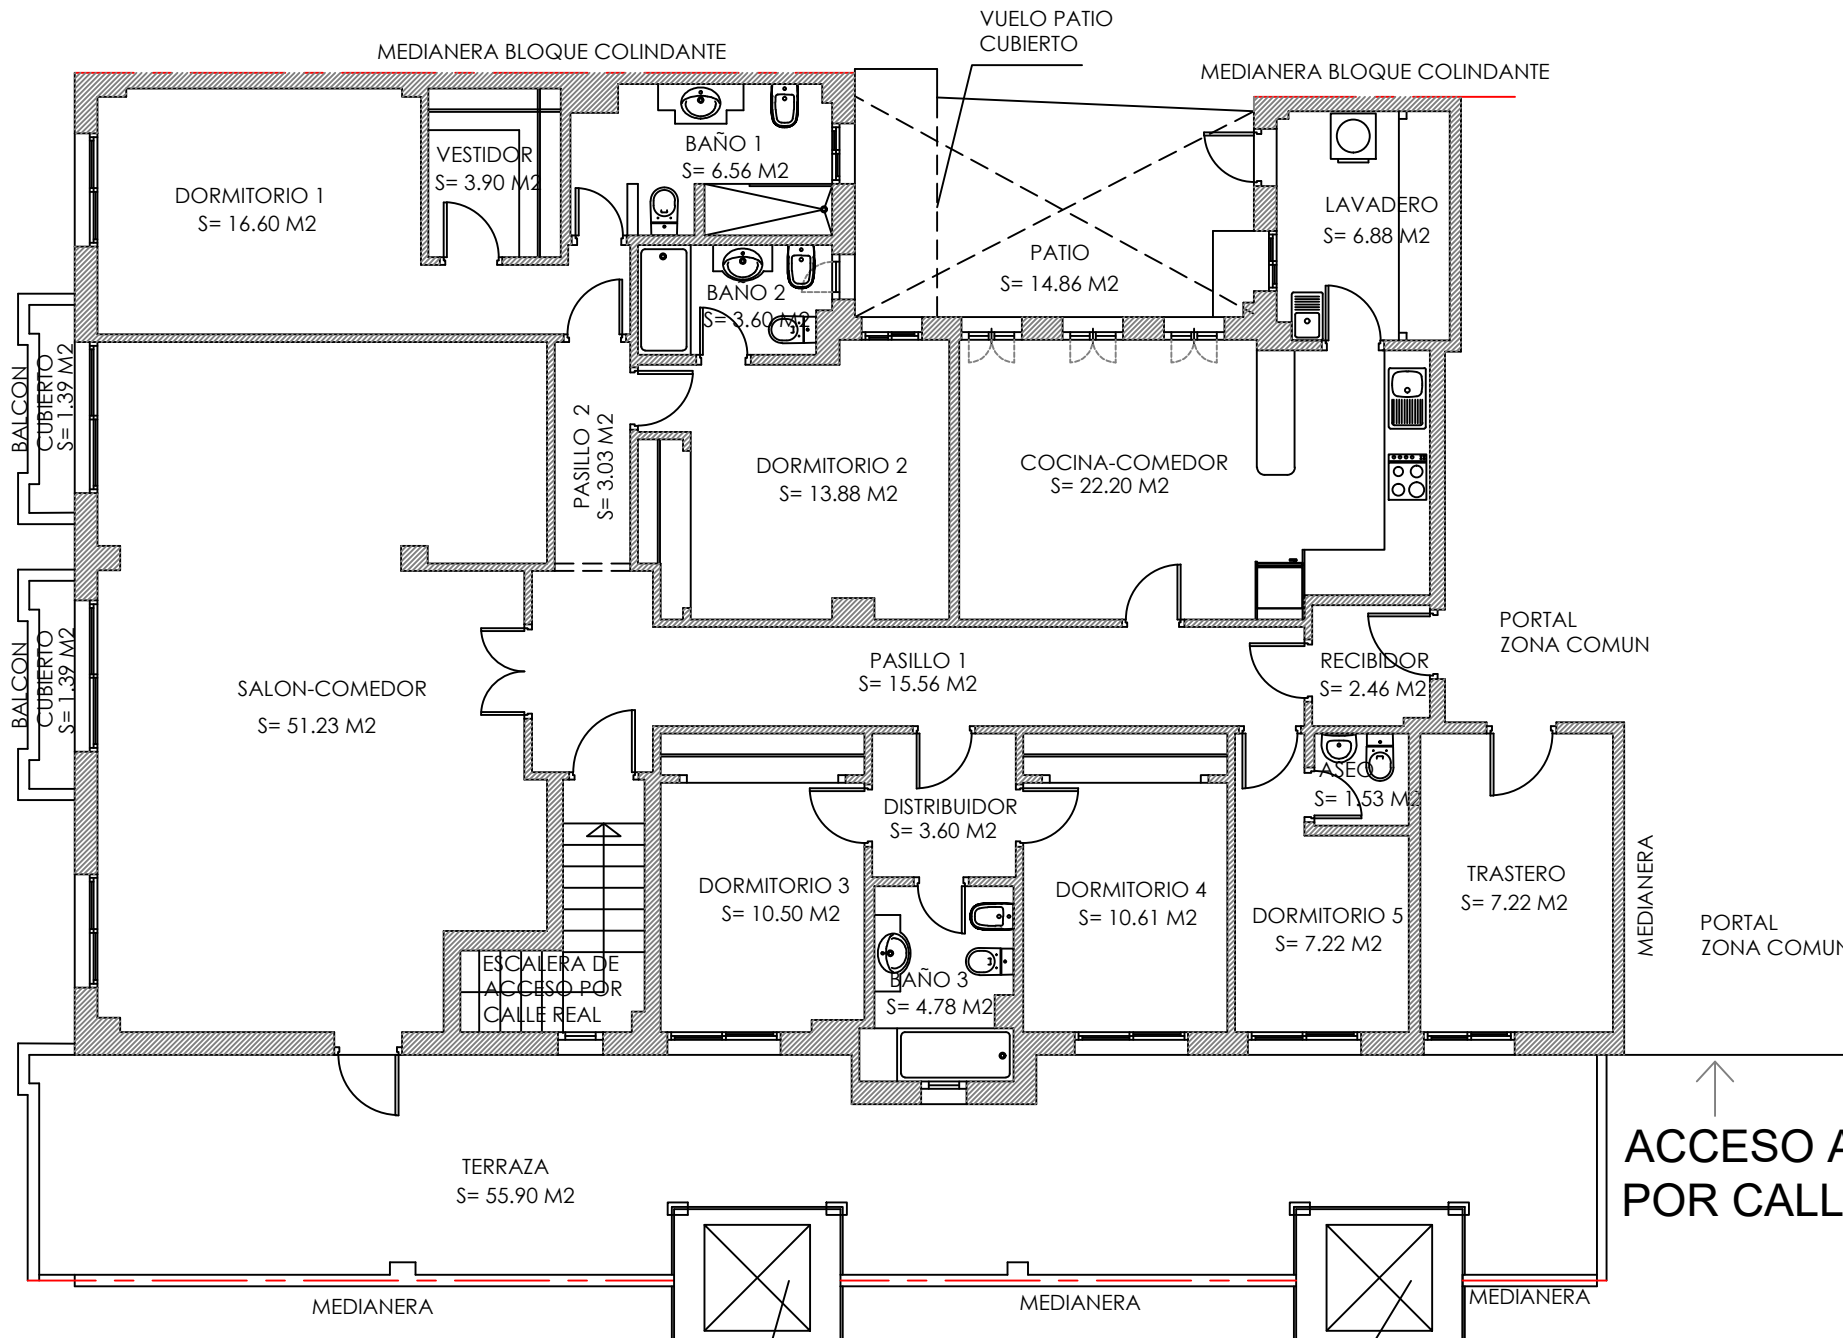 VUELO PATIO
CUBIERTO
MEDIANERA BLOQUE COLINDANTE
MEDIANERA BLOQUE COLINDANTE
DORMITORIO 1
S= 16.60 M2
VESTIDOR
S= 3.90 M2
BAÑO 1
S= 6.56 M2
LAVADERO
S= 6.88 M2
PATIO
S= 14.86 M2
BAÑO 2
S= 3.60 M2
BALCON
CUBIERTO
S= 1.39 M2
PASILLO 2
S= 3.03 M2
DORMITORIO 2
S= 13.88 M2
COCINA-COMEDOR
S= 22.20 M2
BALCON
CUBIERTO
S= 1.39 M2
SALON-COMEDOR
S= 51.23 M2
PASILLO 1
S= 15.56 M2
RECIBIDOR
S= 2.46 M2
PORTAL
ZONA COMUN
ASEO
S= 1.53 M2
DISTRIBUIDOR
S= 3.60 M2
DORMITORIO 3
S= 10.50 M2
DORMITORIO 4
S= 10.61 M2
DORMITORIO 5
S= 7.22 M2
TRASTERO
S= 7.22 M2
MEDIANERA
PORTAL
ZONA COMUN
ESCALERA DE
ACCESO POR
CALLE REAL
BAÑO 3
S= 4.78 M2
TERRAZA
S= 55.90 M2
ACCESO A
POR CALL
MEDIANERA
MEDIANERA
MEDIANERA